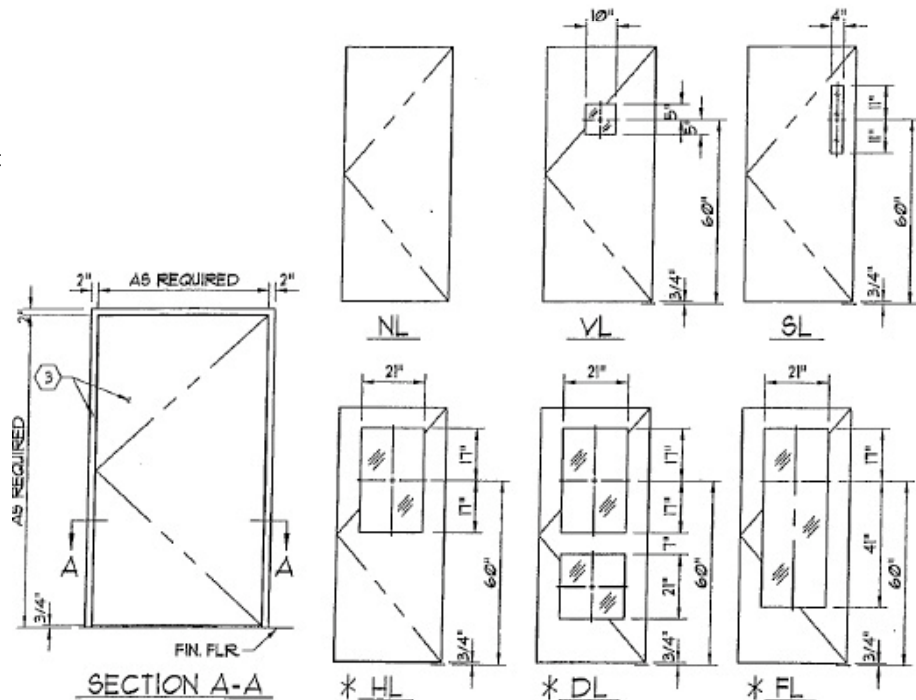 10"
5"
5"
60"
3/4"
4"
11"
11"
60"
3/4"
NL
VL
SL
2"
AS REQUIRED
2"
2"
3
AS REQUIRED
A
A
3/4"
FIN. FLR
SECTION A-A
21"
17"
17"
60"
3/4"
* HL
21"
17"
17"
7"
21"
60"
3/4"
* DL
21"
17"
41"
60"
3/4"
* FL